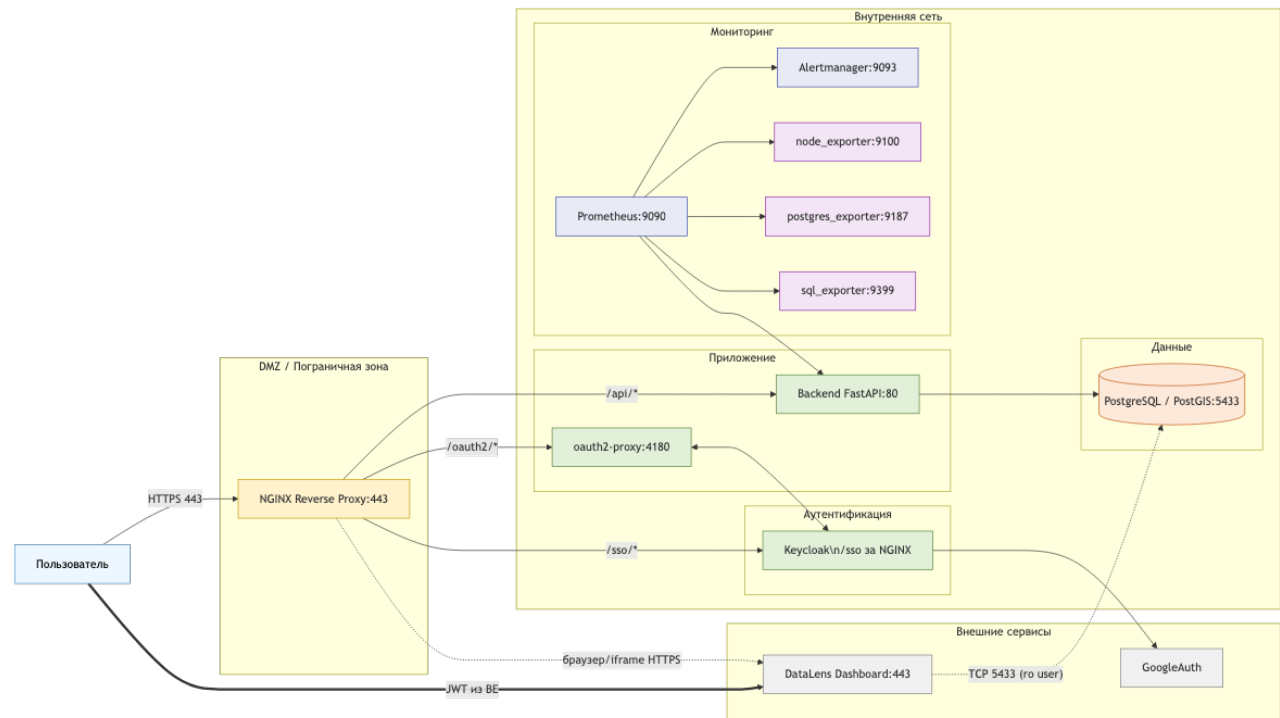 Внутренняя сеть
Мониторинг
Alertmanager:9093
node_exporter:9100
Prometheus:9090
postgres_exporter:9187
sql_exporter:9399
Данные
Приложение
DMZ / Пограничная зона
/api/*
Backend FastAPI:80
PostgreSQL / PostGIS:5433
/oauth2/*
oauth2-proxy:4180
HTTPS 443
NGINX Reverse Proxy:443
Аутентификация
/sso/*
Keycloak\n/sso за NGINX
Пользователь
Внешние сервисы
браузер/iframe HTTPS
DataLens Dashboard:443
TCP 5433 (ro user)
GoogleAuth
JWT из BE